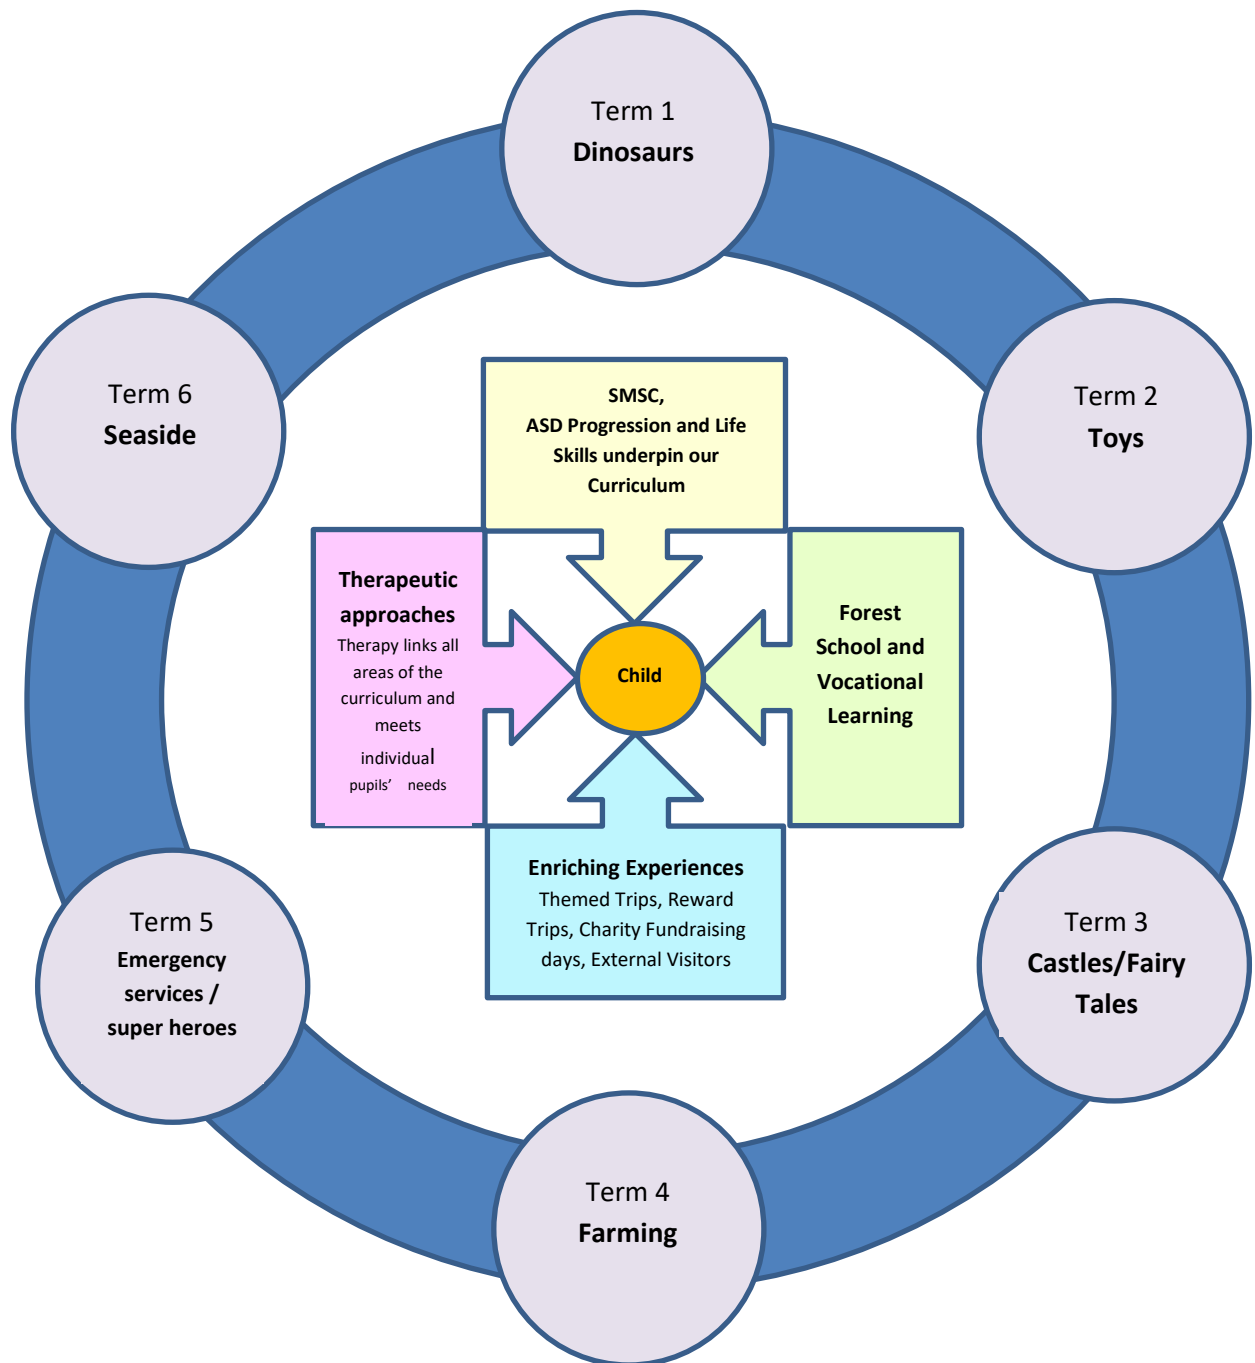 Term 1
Dinosaurs
Term 2
Toys
Term 3
Castles/Fairy
Tales
Term 4
Farming
Term 5
Emergency
services /
super heroes
Term 6
Seaside
SMSC,
ASD Progression and Life
Skills underpin our
Curriculum
Therapeutic
approaches
Therapy links all
areas of the
curriculum and
meets
individual
pupils' needs
Child
Forest
School and
Vocational
Learning
Enriching Experiences
Themed Trips, Reward
Trips, Charity Fundraising
days, External Visitors